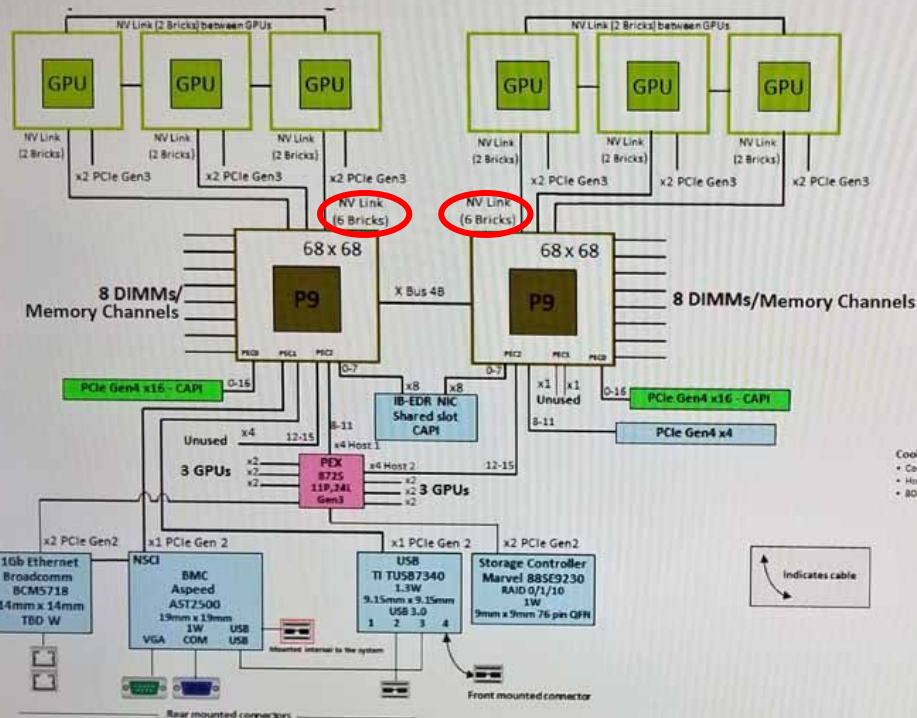 NV Link (2 Bricks) between GPUs
NV Link (2 Bricks) between GPUs
GPU
GPU
GPU
GPU
GPU
GPU
NV Link
(2 Bricks)
NV Link
(2 Bricks)
NV Link
(2 Bricks)
NV Link
(2 Bricks)
NV Link
(2 Bricks)
NV Link
(2 Bricks)
x2 PCIe Gen3
x2 PCIe Gen3
x2 PCIe Gen3
x2 PCIe Gen3
x2 PCIe Gen3
x2 PCIe Gen3
NV Link
(6 Bricks)
NV Link
(6 Bricks)
68 x 68
68 x 68
8 DIMMs/
Memory Channels
P9
X Bus 4B
P9
8 DIMMs/Memory Channels
PEC0
PEC1
PEC2
PEC2
PEC1
PEC0
0-16
0-7
0-7
0-16
PCIe Gen4 x16 - CAPI
x8
x8
x1
x1
Unused
PCIe Gen4 x16 - CAPI
IB-EDR NIC
Shared slot
CAPI
8-11
PCIe Gen4 x4
Unused
x4
12-15
8-11
x4 Host 1
3 GPUs
x2
x2
x2
PEX
8725
11P,24L
Gen3
x4 Host 2
12-15
x2
x2
x2
3 GPUs
Cool
x2 PCIe Gen2
x1 PCIe Gen 2
x1 PCIe Gen 2
x2 PCIe Gen2
1Gb Ethernet
Broadcomm
BCM5718
14mm x 14mm
TBD W
NSCI
BMC
Aspeed
AST2500
19mm x 19mm
1W
USB
VGA
COM
USB
USB
TI TUSB7340
1.3W
9.15mm x 9.15mm
USB 3.0
1 2 3 4
Storage Controller
Marvel 88SE9230
RAID 0/1/10
1W
9mm x 9mm 76 pin QFN
Indicates cable
Mounted internal to the system
Front mounted connector
Rear mounted connectors